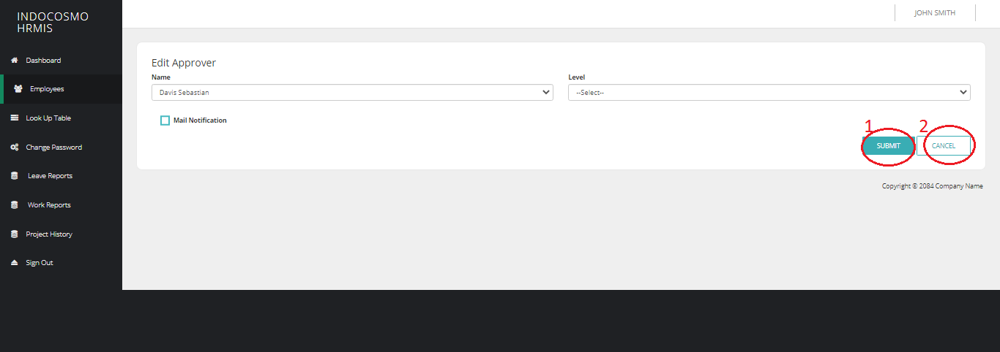 INDOCOSMO
HRMIS
JOHN SMITH
Dashboard
Employees
Look Up Table
Change Password
Leave Reports
Work Reports
Project History
Sign Out
Edit Approver
Name
Level
Davis Sebastian
--Select--
Mail Notification
1 2
SUBMIT CANCEL
Copyright © 2084 Company Name